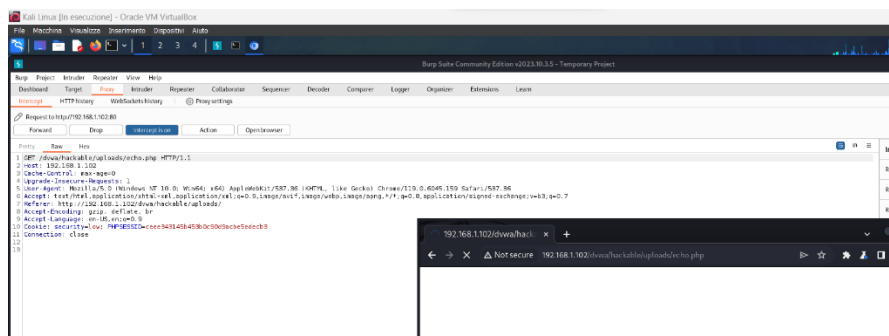 Kali Linux [In esecuzione] - Oracle VM VirtualBox
File Macchina Visualizza Inserimento Dispositivi Aiuto
1 2 3 4
Burp Suite Community Edition v2023.10.3.5 - Temporary Project
Burp Project Intruder Repeater View Help
Dashboard Target Proxy Intruder Repeater Collaborator Sequencer Decoder Comparer Logger Organizer Extensions Learn
Intercept HTTP history WebSockets history Proxy settings
Request to http://192.168.1.102:80
Forward Drop Intercept is on Action Open browser
Pretty Raw Hex
1 GET /dvwa/hackable/uploads/echo.php HTTP/1.1
2 Host: 192.168.1.102
3 Cache-Control: max-age=0
4 Upgrade-Insecure-Requests: 1
5 User-Agent: Mozilla/5.0 (Windows NT 10.0; Win64; x64) AppleWebKit/537.36 (KHTML, like Gecko) Chrome/119.0.6045.159 Safari/537.36
6 Accept: text/html,application/xhtml+xml,application/xml;q=0.9,image/avif,image/webp,image/apng,*/*;q=0.8,application/signed-exchange;v=b3;q=0.7
7 Referer: http://192.168.1.102/dvwa/hackable/uploads/
8 Accept-Encoding: gzip, deflate, br
9 Accept-Language: en-US,en;q=0.9
10 Cookie: security=low;
11 Connection: close
12
13
192.168.1.102/dvwa/hack
Not secure 192.168.1.102/dvwa/hackable/uploads/echo.php